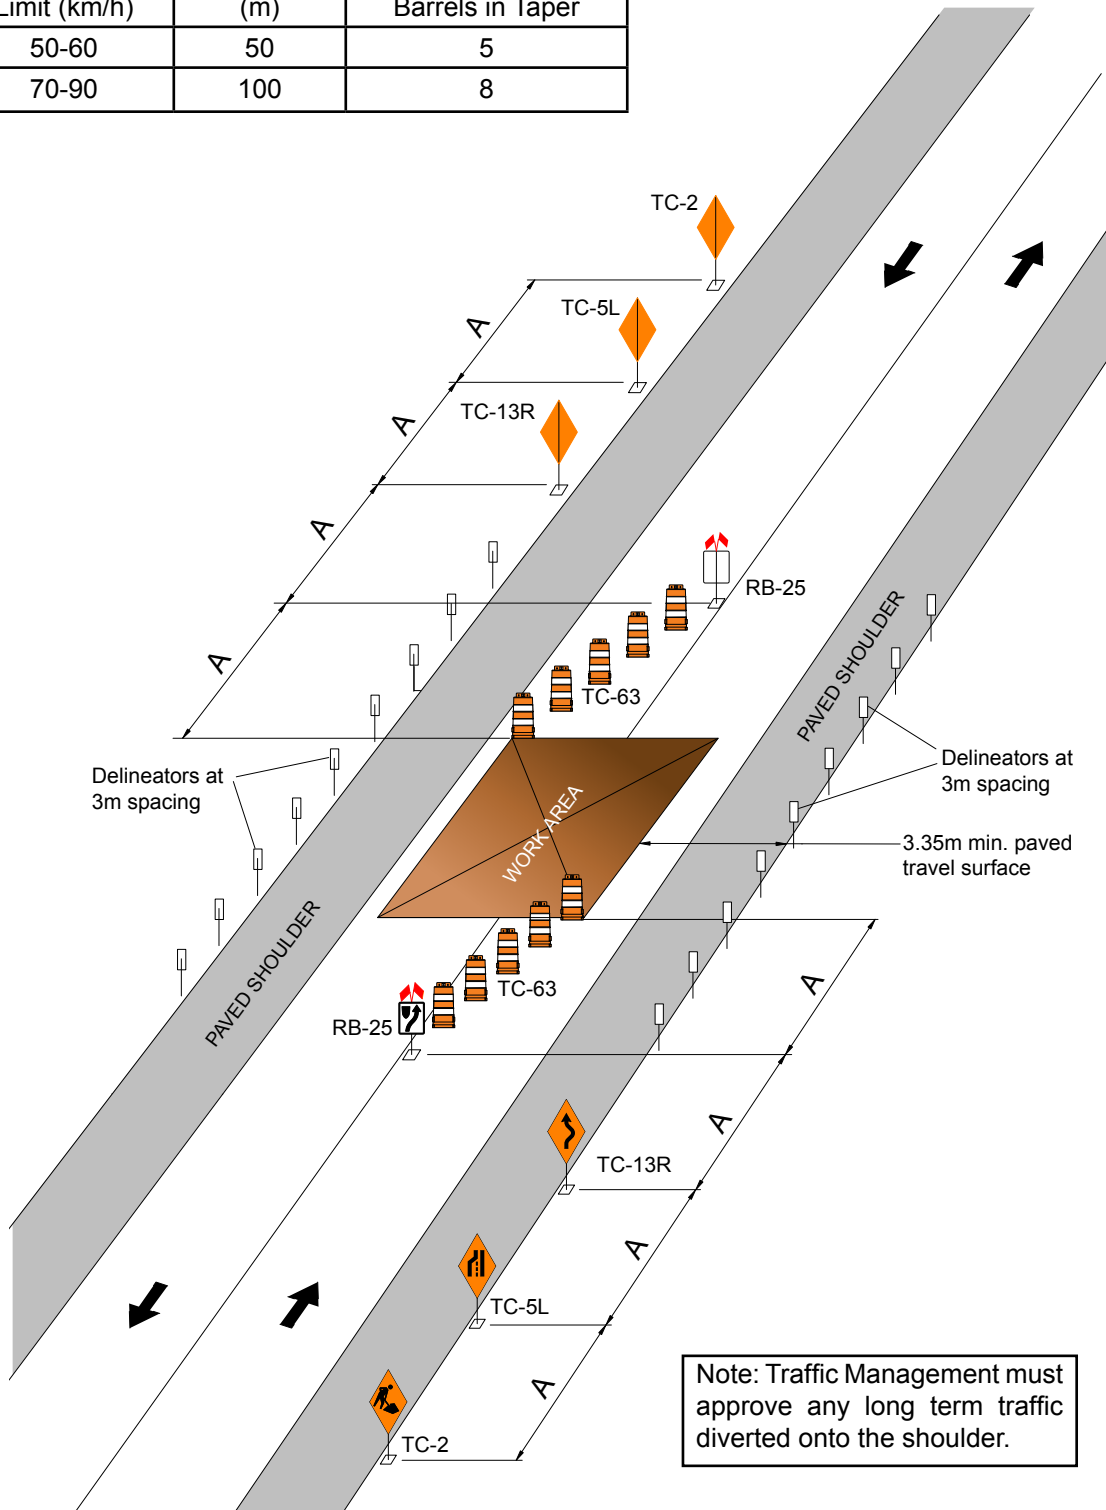 Limit (km/h) (m) Barrels in Taper
50-60 50 5
70-90 100 8
TC-2
TC-5L
A
TC-13R
A
A
RB-25
PAVED SHOULDER
A
TC-63
Delineators at
3m spacing
Delineators at
3m spacing
WORK AREA
3.35m min. paved
travel surface
PAVED SHOULDER
A
TC-63
RB-25
A
TC-13R
A
TC-5L
A
Note: Traffic Management must
approve any long term traffic
diverted onto the shoulder.
TC-2